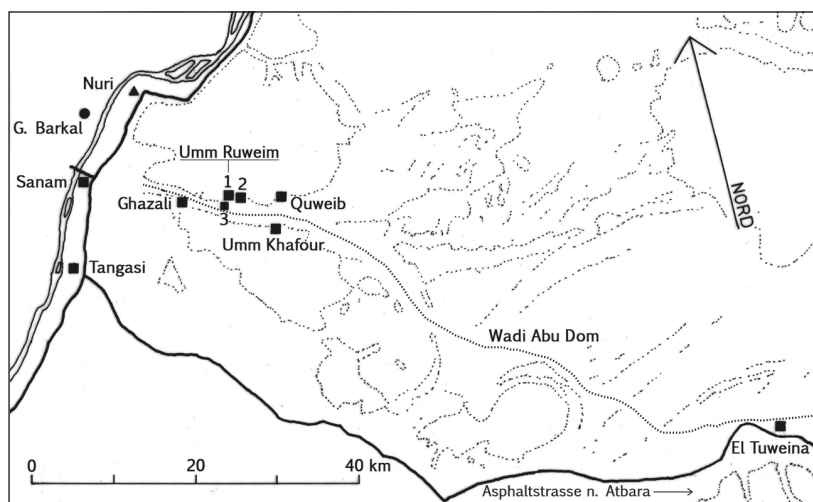 Nuri
G. Barkal
Umm Ruweim
Sanam
1 2
Ghazali
Quweib
3
Umm Khafour
NORD
Tangasi
Wadi Abu Dom
El Tuweina
0 20 40 km
Asphaltstrasse n. Atbara